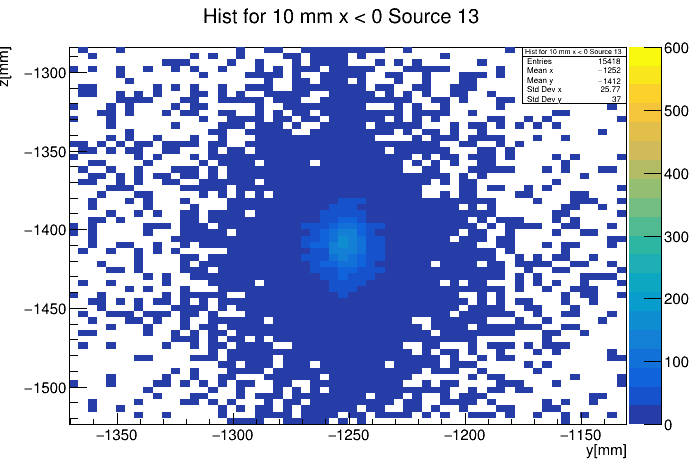 Hist for 10 mm x < 0 Source 13
z[mm]
Hist for 10 mm x < 0 Source 13
Entries 15418
Mean x −1252
Mean y −1412
Std Dev x 25.77
Std Dev y 37
−1300
−1350
−1400
−1450
−1500
−1350 −1300 −1250 −1200 −1150
y[mm]
600
500
400
300
200
100
0